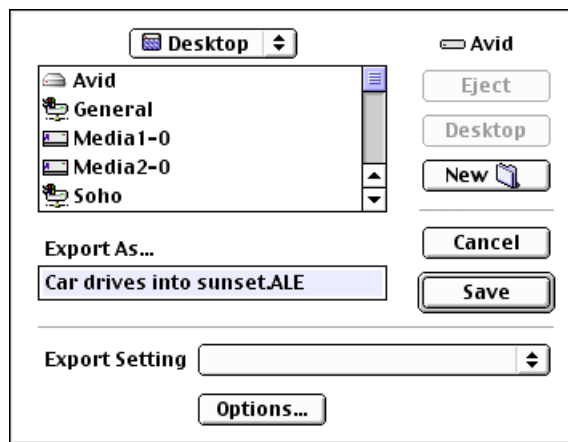 Desktop
Avid
Avid
General
Media1-0
Media2-0
Soho
Eject
Desktop
New
Export As...
Car drives into sunset.ALE
Cancel
Save
Export Setting
Options...